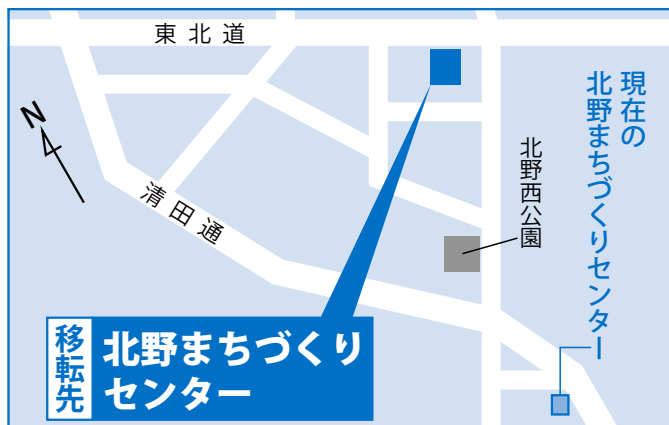 東北道
現在の
北野まちづくりセンター
N
北野西公園
清田通
移転先
北野まちづくり
センター